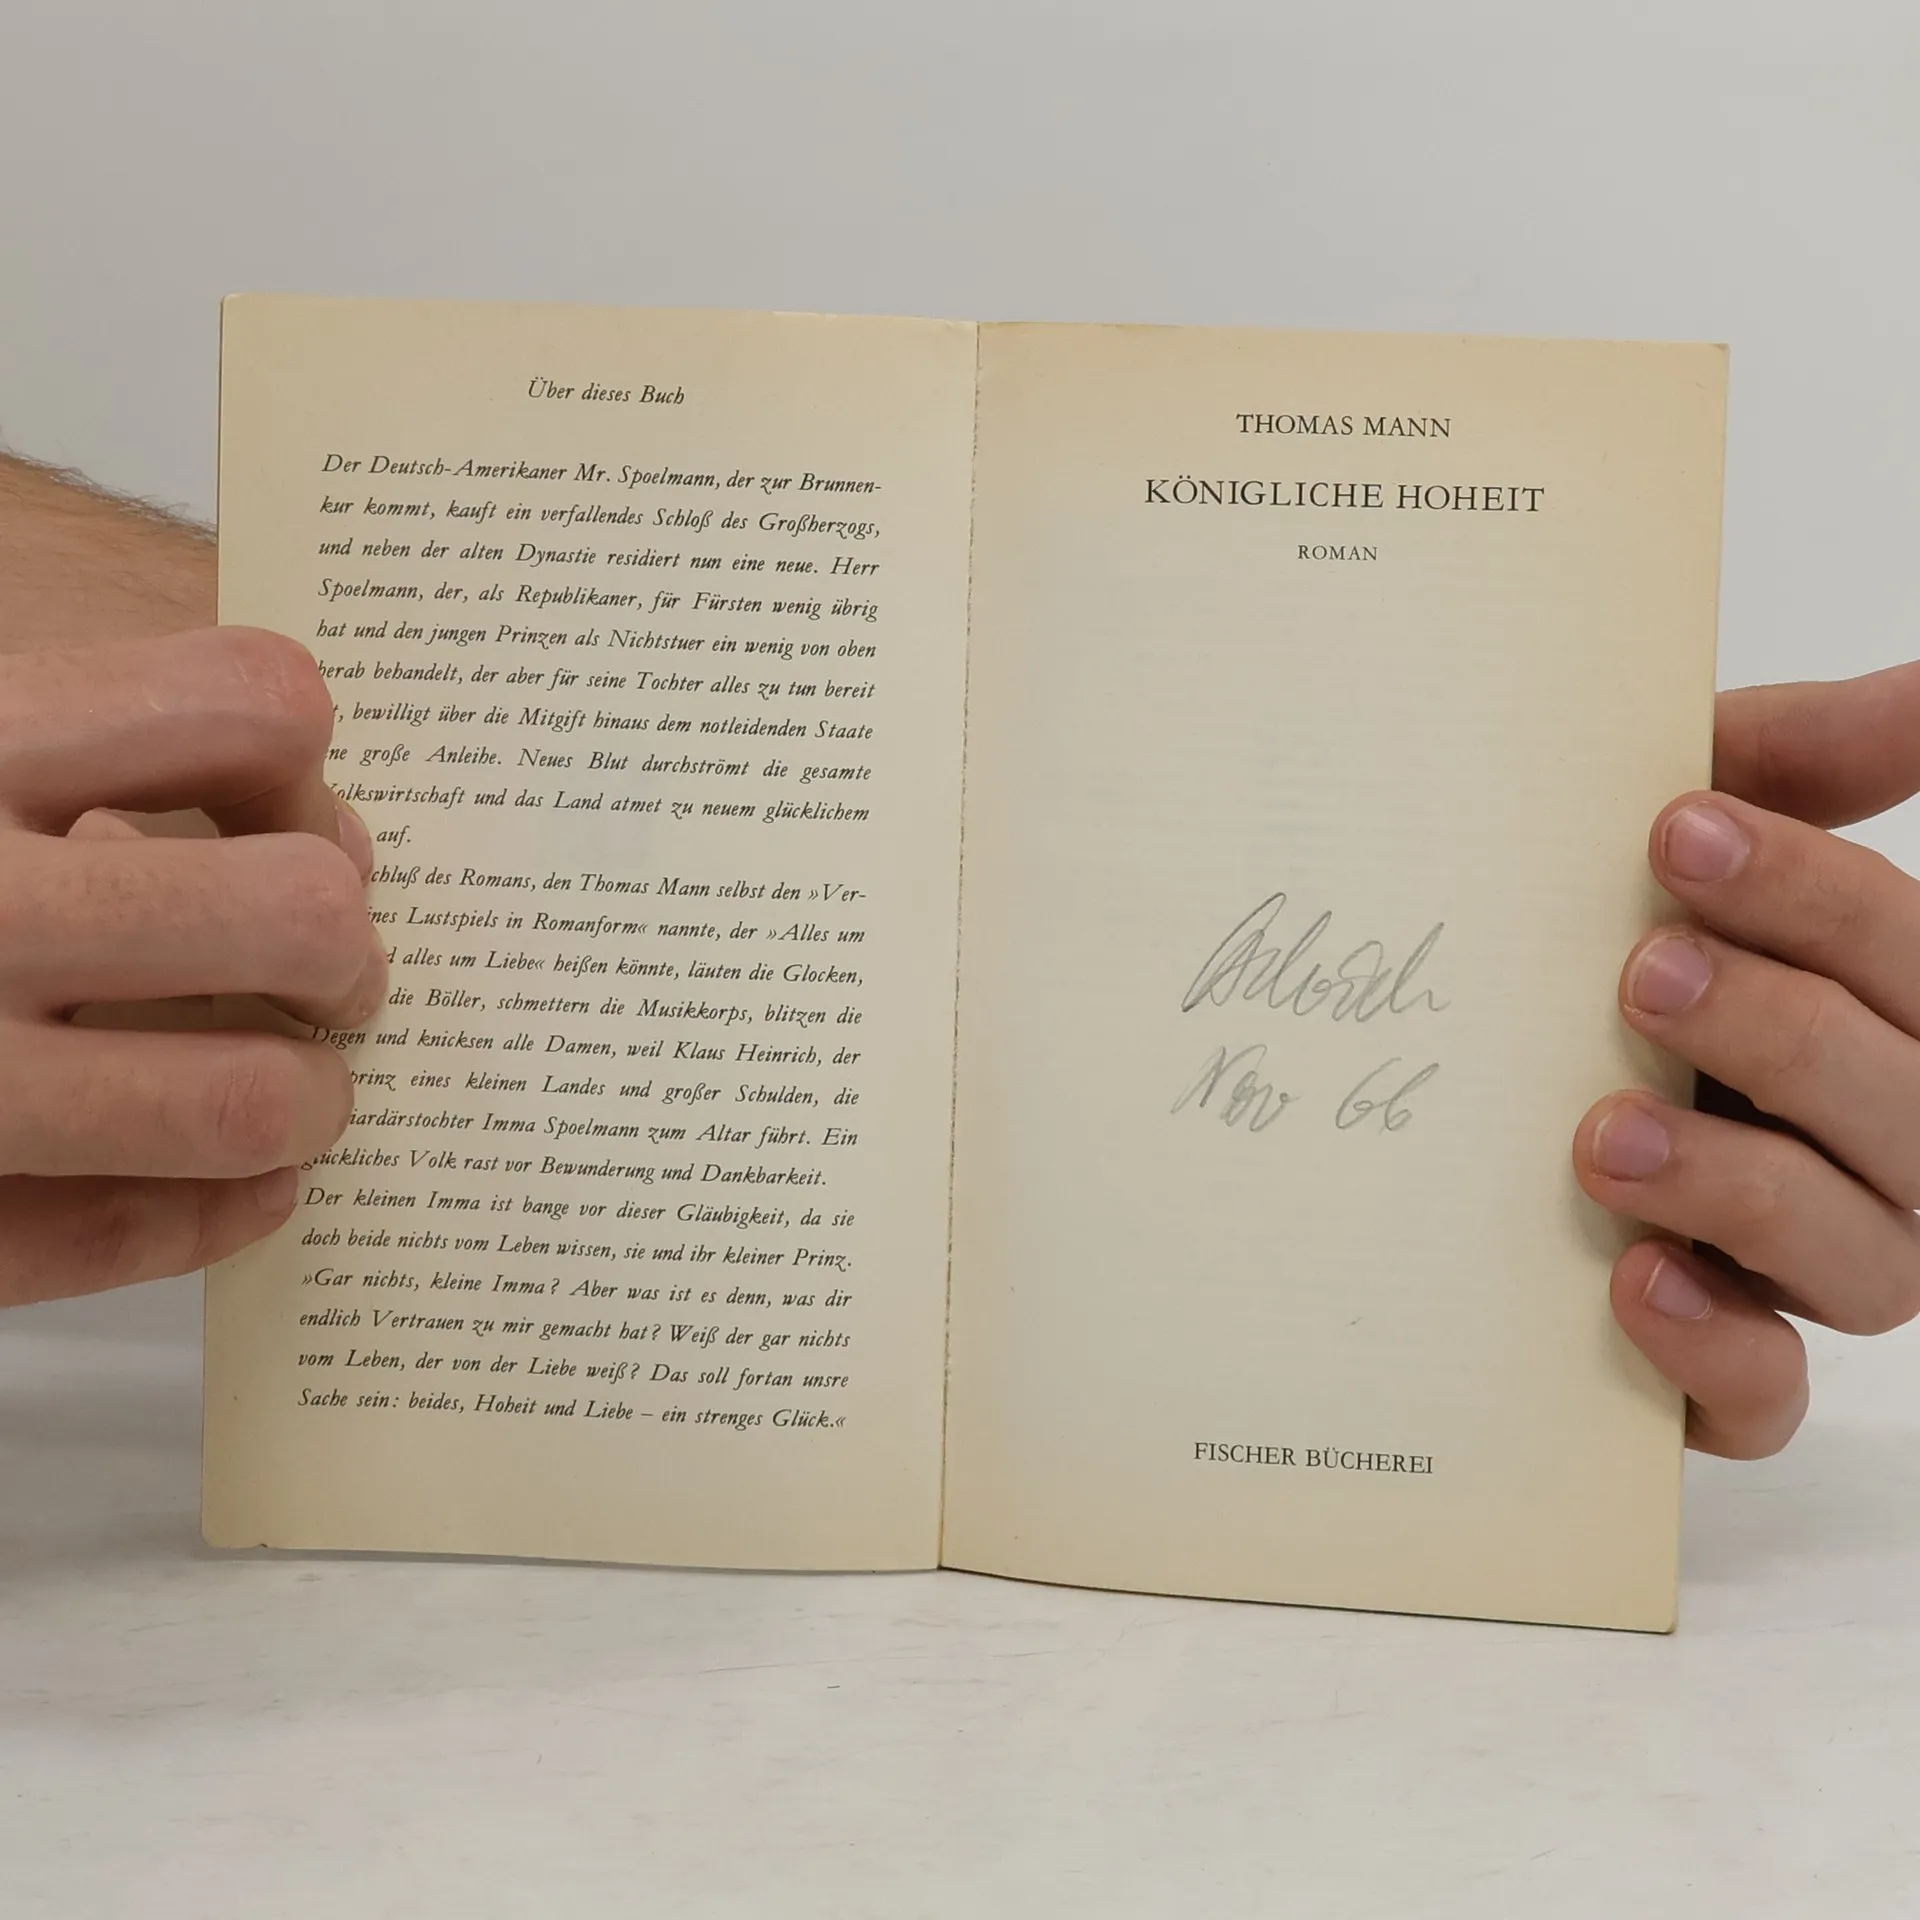 Über dieses Buch
Der Deutsch-Amerikaner Mr. Spoelmann, der zur Brunnen-
kur kommt, kauft ein verfallendes Schloß des Großherzogs,
und neben der alten Dynastie residiert nun eine neue. Herr
Spoelmann, der, als Republikaner, für Fürsten wenig übrig
hat und den jungen Prinzen als Nichtstuer ein wenig von oben
herab behandelt, der aber für seine Tochter alles zu tun bereit
t, bewilligt über die Mitgift hinaus dem notleidenden Staate
ne große Anleihe. Neues Blut durchströmt die gesamte
Volkswirtschaft und das Land atmet zu neuem glücklichem
auf.
chluß des Romans, den Thomas Mann selbst den »Ver-
ines Lustspiels in Romanform« nannte, der »Alles um
d alles um Liebe« heißen könnte, läuten die Glocken,
die Böller, schmettern die Musikkorps, blitzen die
Degen und knicksen alle Damen, weil Klaus Heinrich, der
prinz eines kleinen Landes und großer Schulden, die
iardärstochter Imma Spoelmann zum Altar führt. Ein
glückliches Volk rast vor Bewunderung und Dankbarkeit.
Der kleinen Imma ist bange vor dieser Gläubigkeit, da sie
doch beide nichts vom Leben wissen, sie und ihr kleiner Prinz.
»Gar nichts, kleine Imma? Aber was ist es denn, was dir
endlich Vertrauen zu mir gemacht hat? Weiß der gar nichts
vom Leben, der von der Liebe weiß? Das soll fortan unsre
Sache sein: beides, Hoheit und Liebe – ein strenges Glück.«
THOMAS MANN
KÖNIGLICHE HOHEIT
ROMAN
Nov 66
FISCHER BÜCHEREI